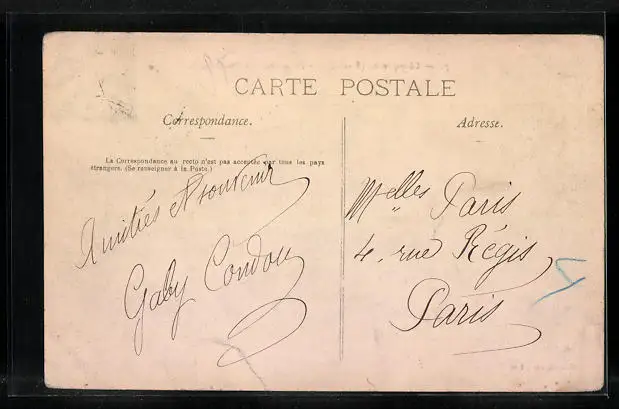 CARTE POSTALE
Correspondance.
La Correspondance au recto n'est pas acceptée par tous les pays
étrangers. (Se renseigner à la Poste.)
Amitiés et souvenir
Gaby Condou
Adresse.
Melles Paris
4. rue Régis
Paris